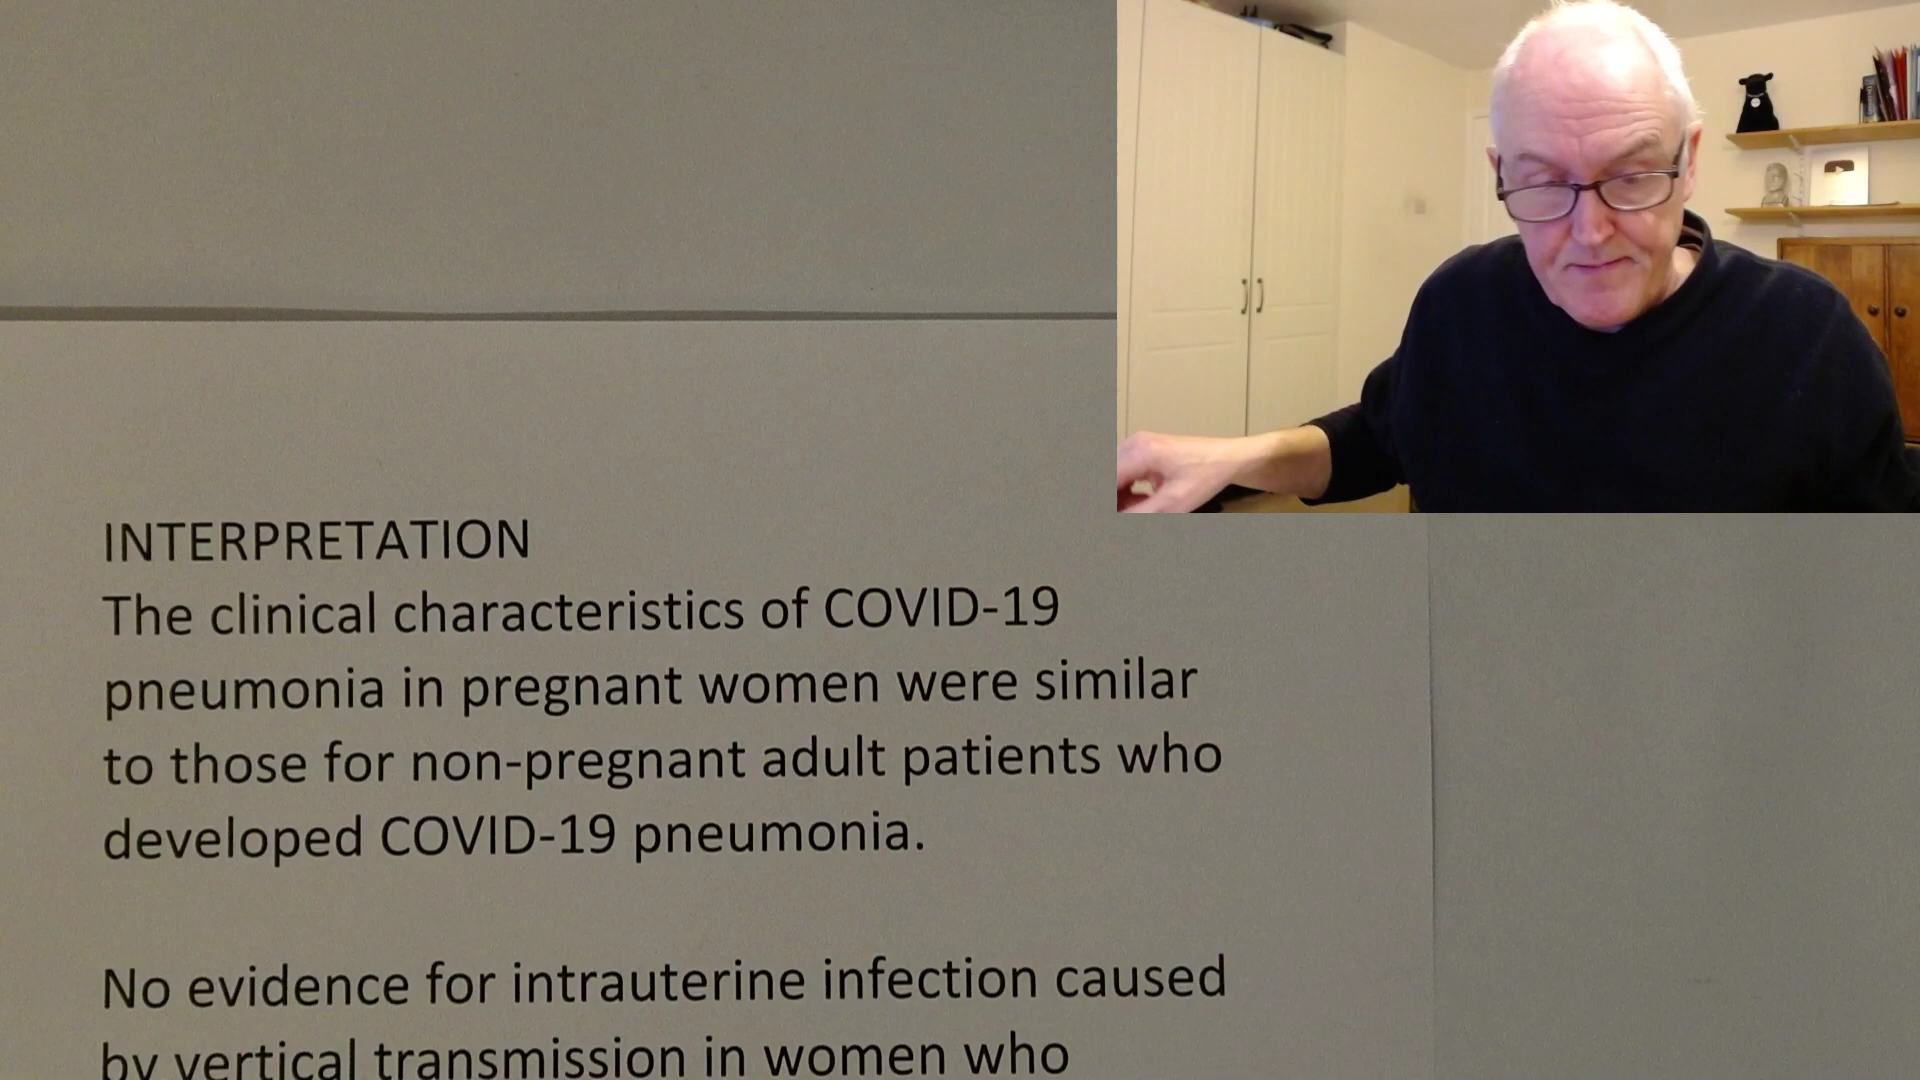 INTERPRETATION
The clinical characteristics of COVID-19
pneumonia in pregnant women were similar
to those for non-pregnant adult patients who
developed COVID-19 pneumonia.
No evidence for intrauterine infection caused
by vertical transmission in women who